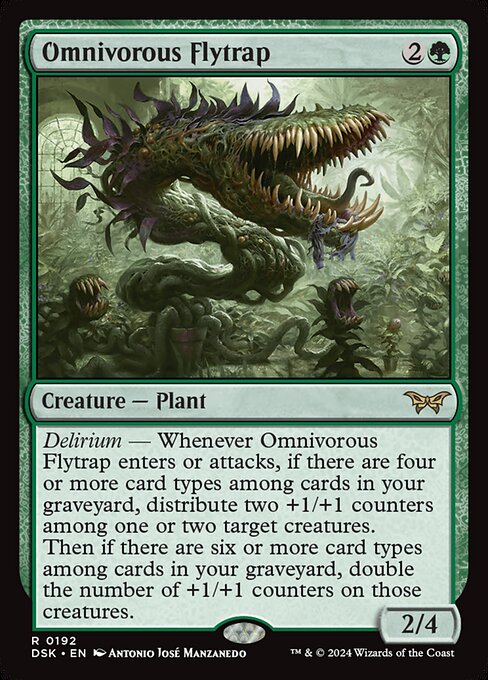 Omnivorous Flytrap 2
Creature — Plant
Delirium — Whenever Omnivorous
Flytrap enters or attacks, if there are four
or more card types among cards in your
graveyard, distribute two +1/+1 counters
among one or two target creatures.
Then if there are six or more card types
among cards in your graveyard, double
the number of +1/+1 counters on those
creatures.
2/4
R 0192
DSK • EN Antonio José Manzanedo
™ & © 2024 Wizards of the Coast